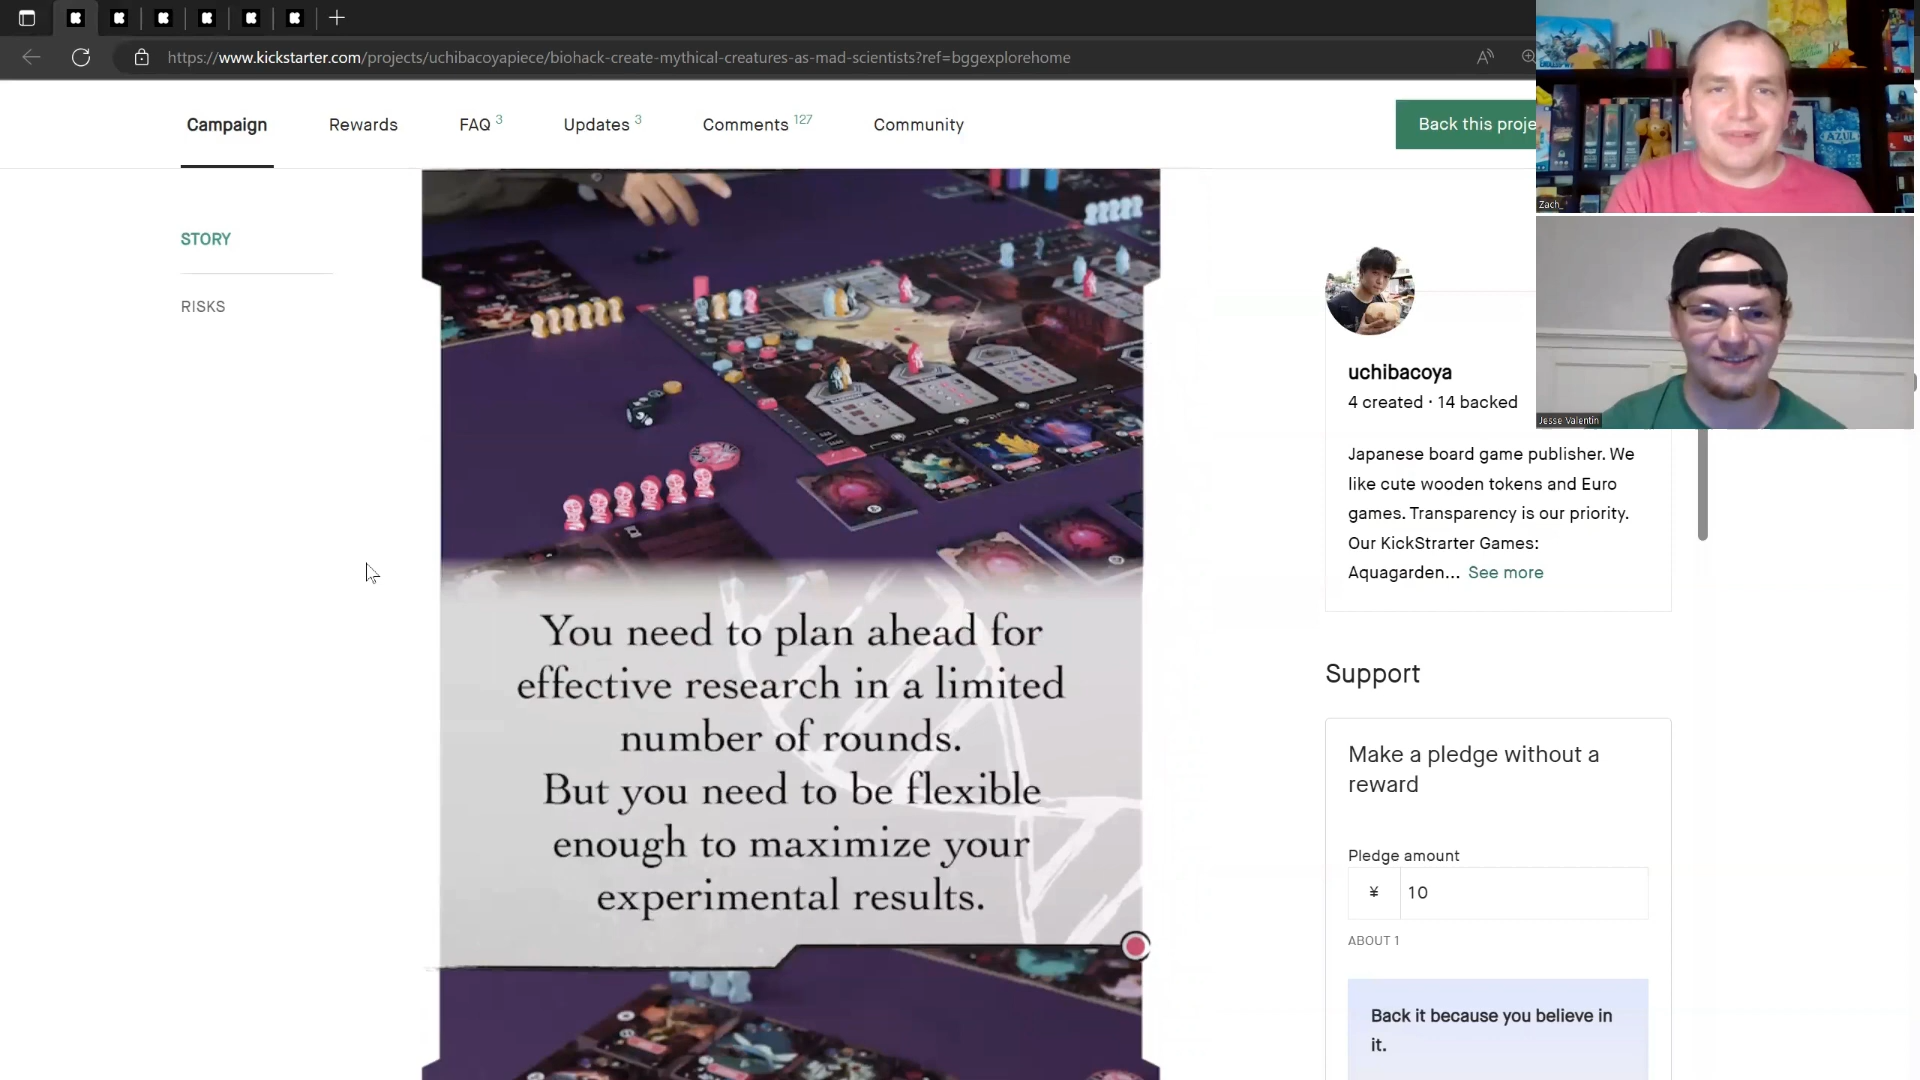 https://www.kickstarter.com/projects/uchibacoyapiece/biohack-create-mythical-creatures-as-mad-scientists?ref=bggexplorehome
Campaign
Rewards
FAQ 3
Updates 3
Comments 127
Community
Back this proje
STORY
RISKS
You need to plan ahead for
effective research in a limited
number of rounds.
But you need to be flexible
enough to maximize your
experimental results.
uchibacoya
4 created · 14 backed
Japanese board game publisher. We
like cute wooden tokens and Euro
games. Transparency is our priority.
Our KickStrarter Games:
Aquagarden... See more
Support
Make a pledge without a
reward
Pledge amount
¥ 10
ABOUT 1
Back it because you believe in
it.
AZUL
Zach_
Jesse Valentin